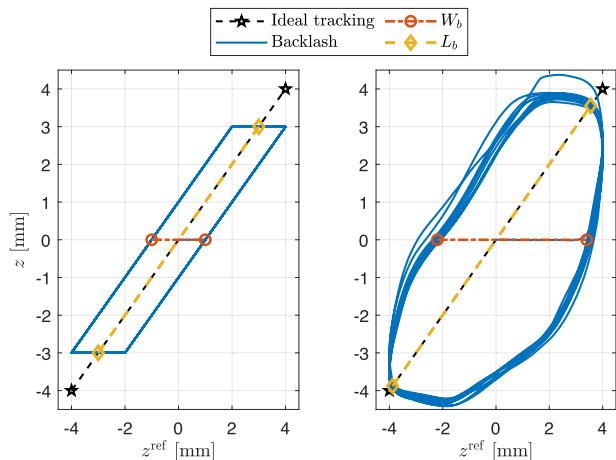 Ideal tracking W_b
Backlash L_b
4 4
3 3
2 2
1 1
0 0
-1 -1
-2 -2
-3 -3
-4 -4
z [mm]
-4 -2 0 2 4 -4 -2 0 2 4
z^ref [mm] z^ref [mm]